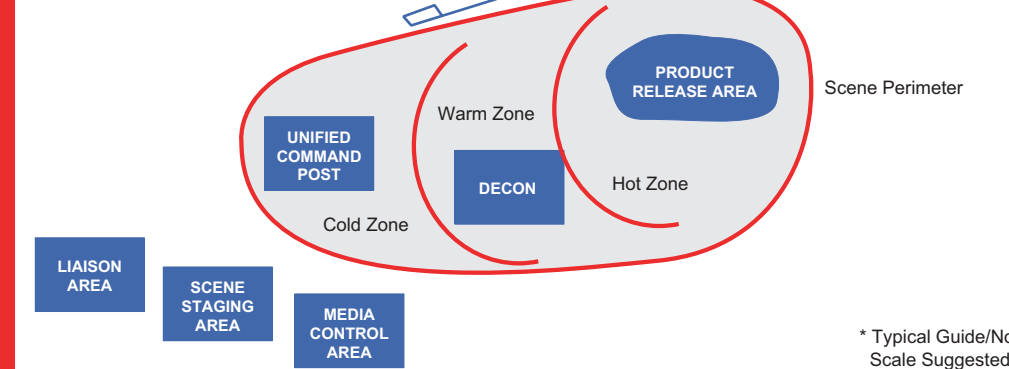 PRODUCT
RELEASE AREA
Scene Perimeter
Warm Zone
UNIFIED
COMMAND
POST
DECON
Hot Zone
Cold Zone
LIAISON
AREA
SCENE
STAGING
AREA
MEDIA
CONTROL
AREA
* Typical Guide/No
Scale Suggested